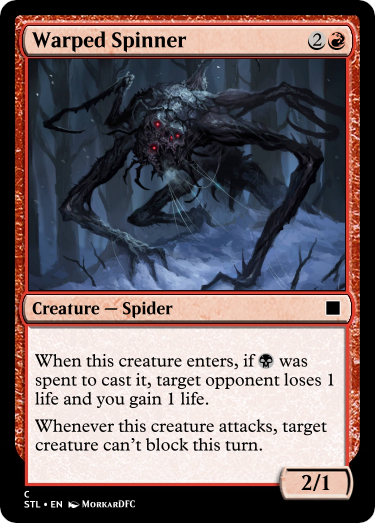 Warped Spinner 2
Creature — Spider
When this creature enters, if was
spent to cast it, target opponent loses 1
life and you gain 1 life.
Whenever this creature attacks, target
creature can't block this turn.
2/1
C
STL • EN MorkarDFC